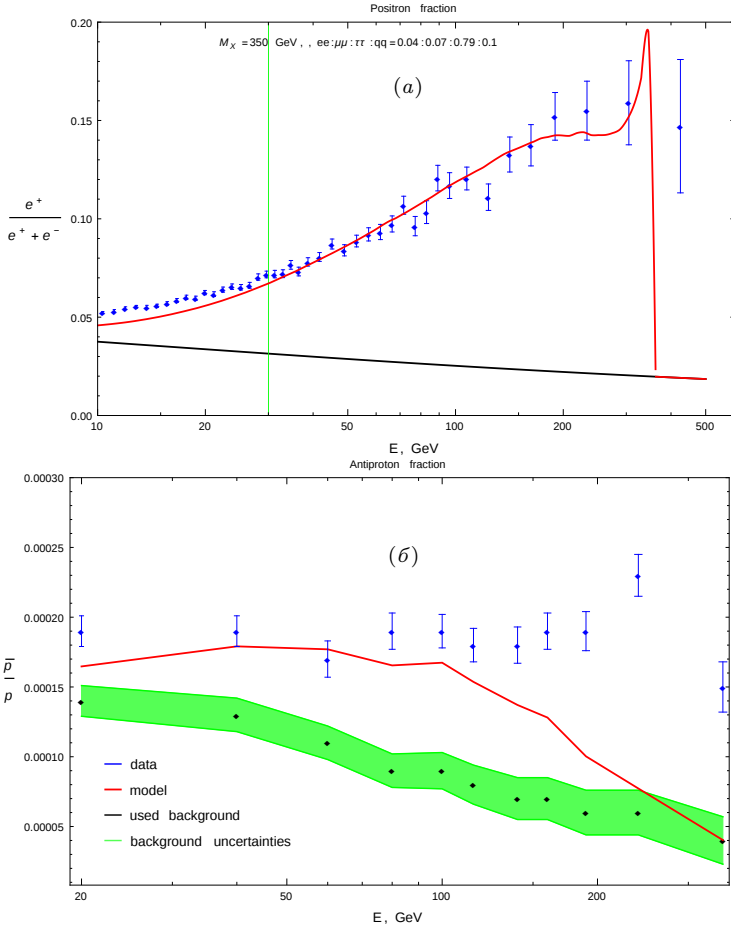 Positron fraction
M_X = 350 GeV , , ee : μμ : ττ : qq = 0.04 : 0.07 : 0.79 : 0.1
(а)
0.20
0.15
0.10
0.05
0.00
e⁺
e⁺ + e⁻
10 20 50 100 200 500
E, GeV
Antiproton fraction
(б)
0.00030
0.00025
0.00020
0.00015
0.00010
0.00005
p̅
p
data
model
used background
background uncertainties
20 50 100 200
E, GeV